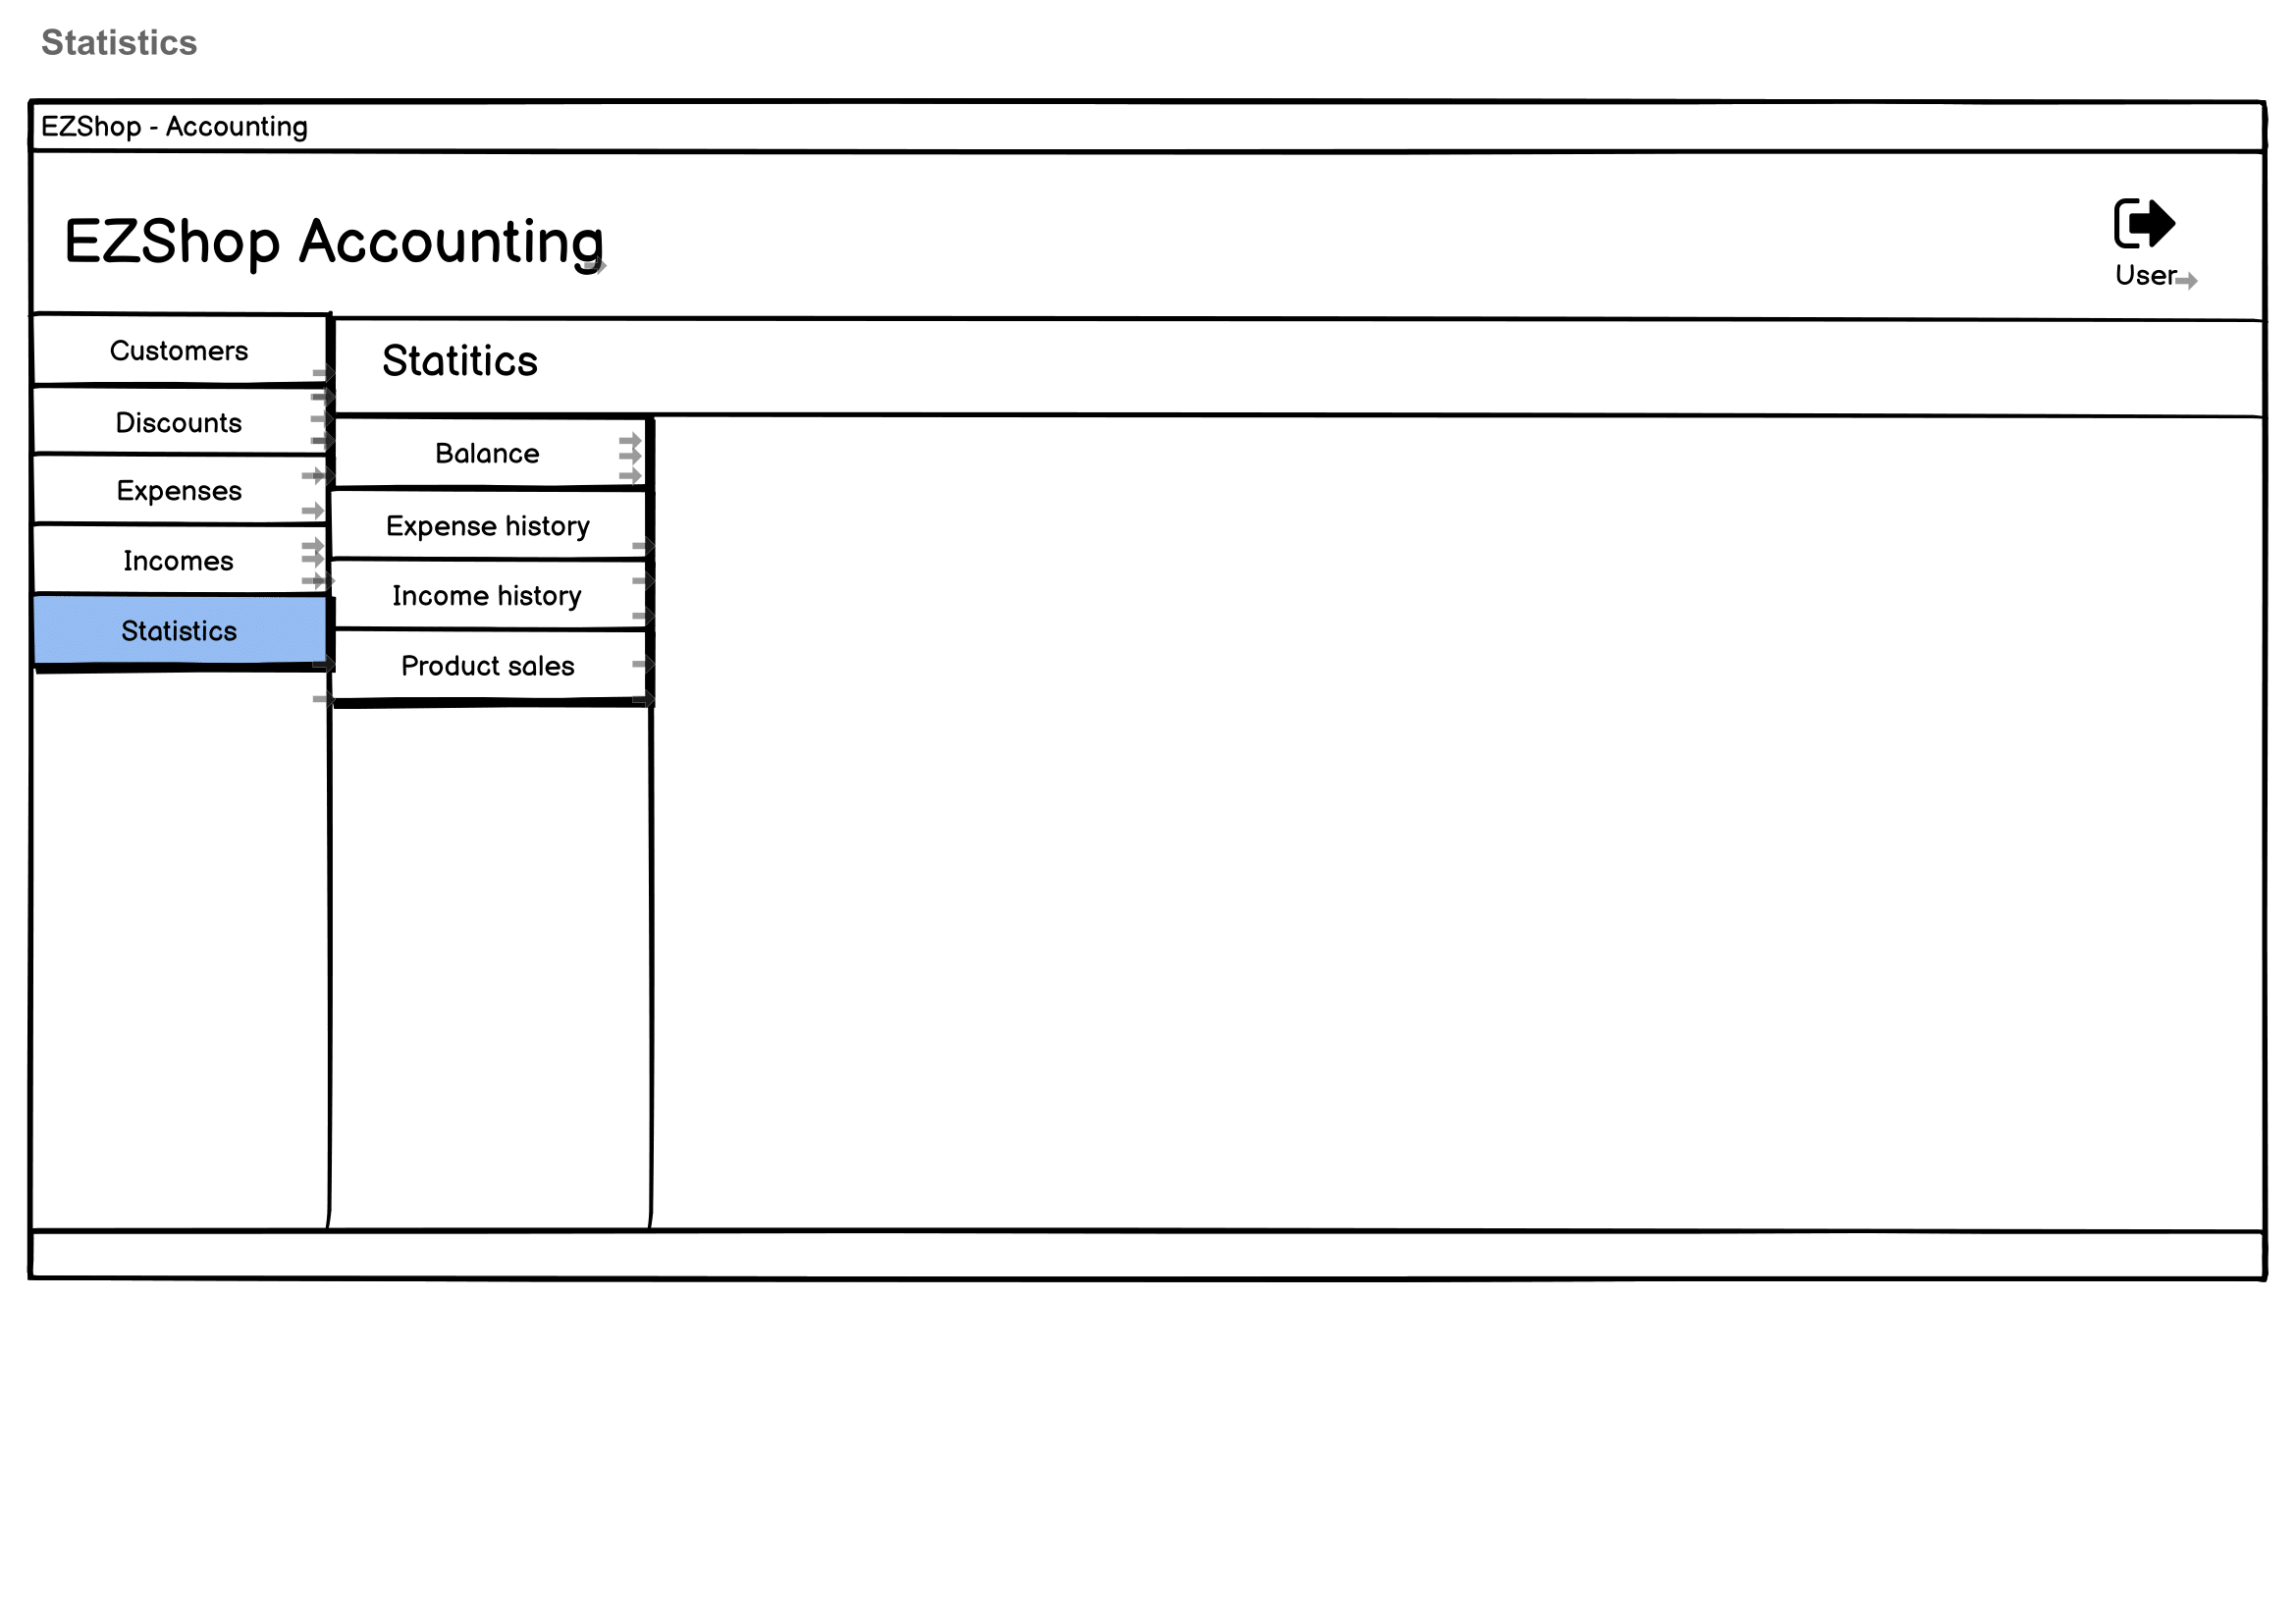 Statistics
EZShop - Accounting
EZShop Accounting
User
Customers
Discounts
Expenses
Incomes
Statistics
Statitics
Balance
Expense history
Income history
Product sales